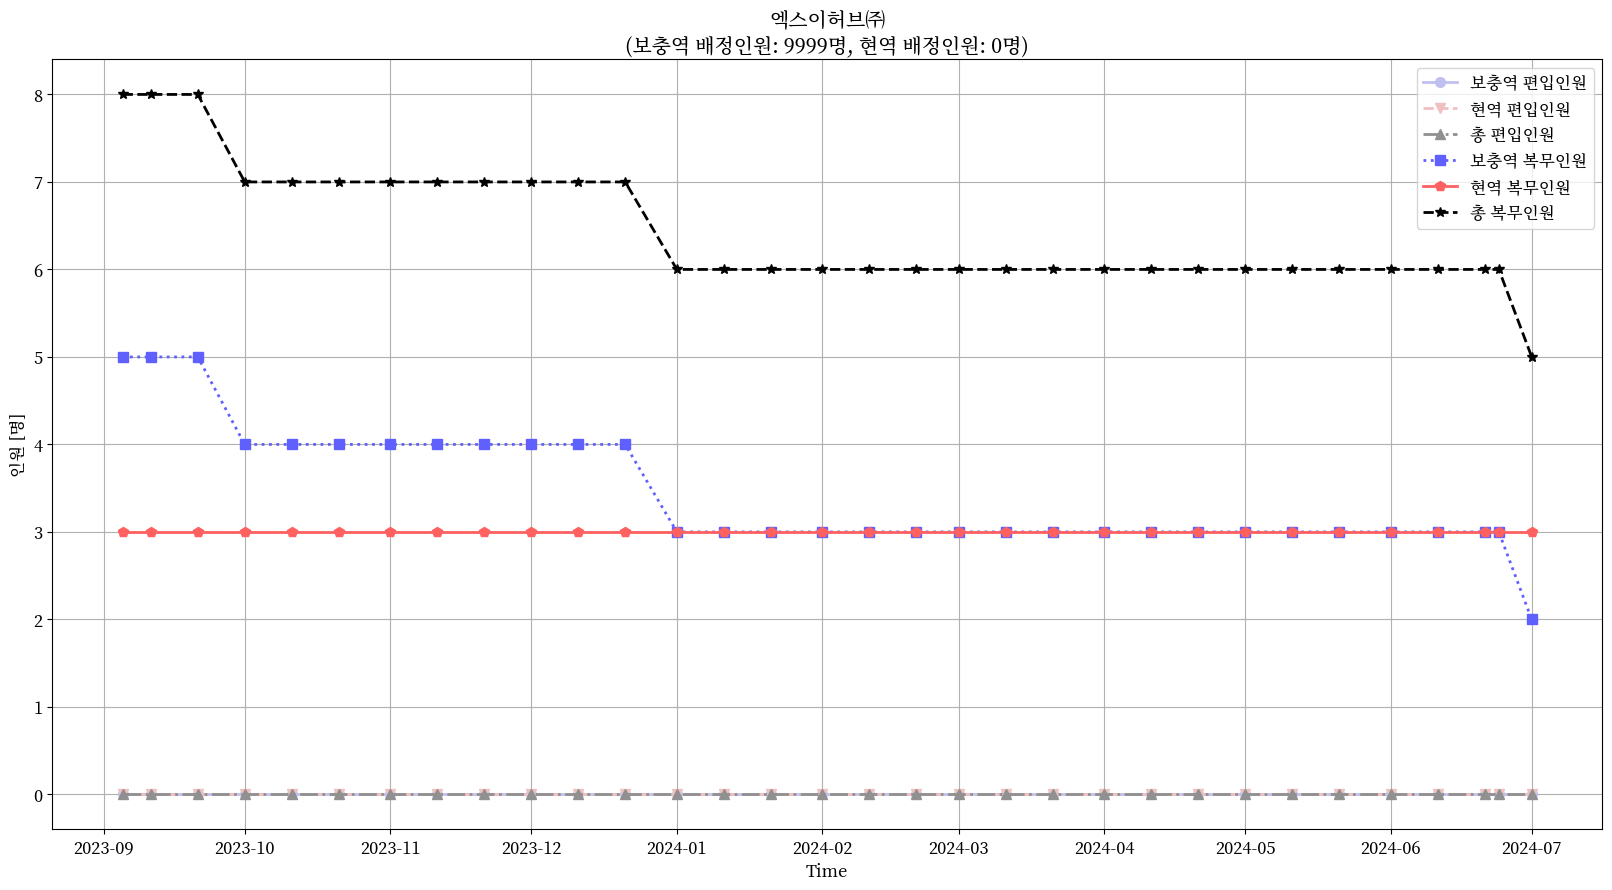 엑스이허브㈜
(보충역 배정인원: 9999명, 현역 배정인원: 0명)
보충역 편입인원
현역 편입인원
총 편입인원
보충역 복무인원
현역 복무인원
총 복무인원
인원 [명]
8
7
6
5
4
3
2
1
0
2023-09 2023-10 2023-11 2023-12 2024-01 2024-02 2024-03 2024-04 2024-05 2024-06 2024-07
Time